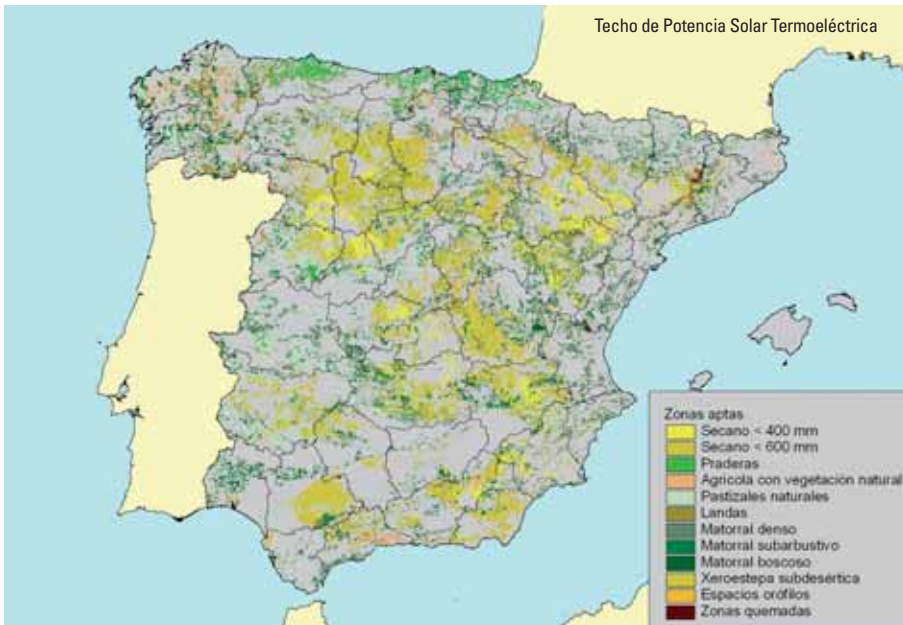 Techo de Potencia Solar Termoeléctrica
Zonas aptas
Secano < 400 mm
Secano < 600 mm
Praderas
Agrícola con vegetación natural
Pastizales naturales
Landas
Matorral denso
Matorral subarbustivo
Matorral boscoso
Xeroestepa subdesértica
Espacios orófilos
Zonas quemadas